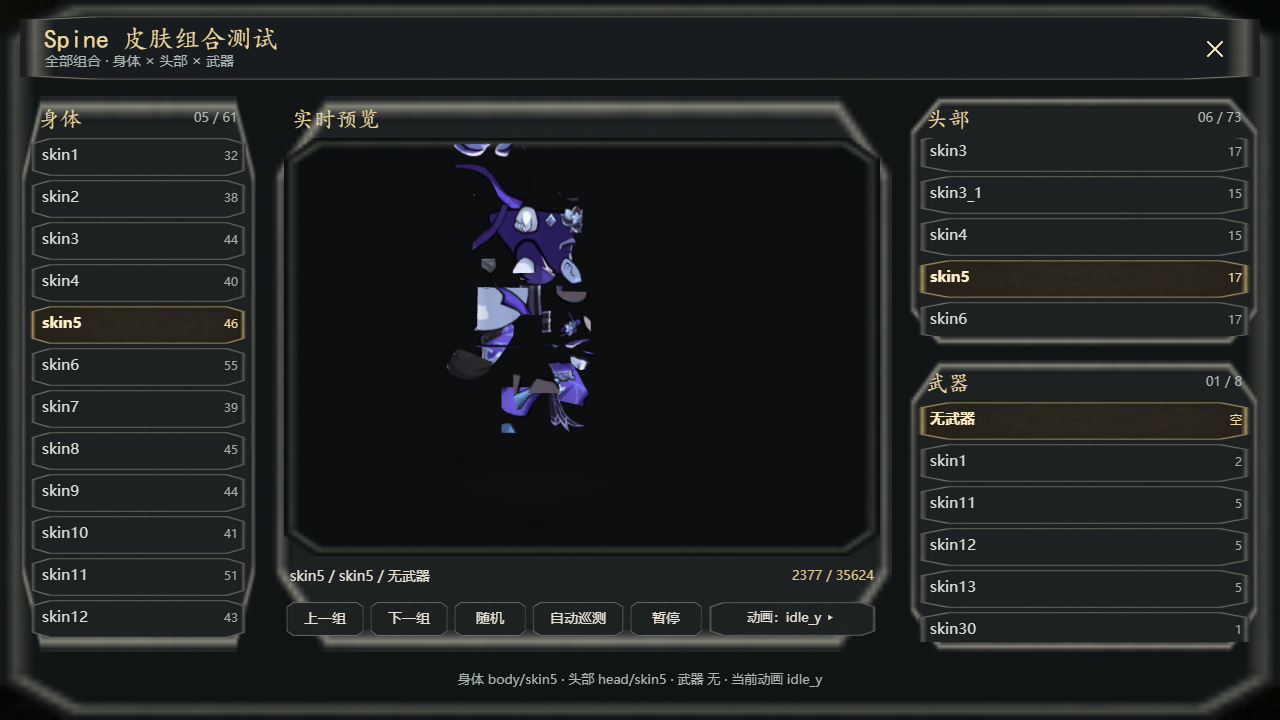 Spine 皮肤组合测试
全部组合 · 身体 × 头部 × 武器
身体 05 / 61
skin1 32
skin2 38
skin3 44
skin4 40
skin5 46
skin6 55
skin7 39
skin8 45
skin9 44
skin10 41
skin11 51
skin12 43
实时预览
skin5 / skin5 / 无武器 2377 / 35624
上一组 下一组 随机 自动巡测 暂停 动画：idle_y ▸
头部 06 / 73
skin3 17
skin3_1 15
skin4 15
skin5 17
skin6 17
武器 01 / 8
无武器 空
skin1 2
skin11 5
skin12 5
skin13 5
skin30 1
身体 body/skin5 · 头部 head/skin5 · 武器 无 · 当前动画 idle_y